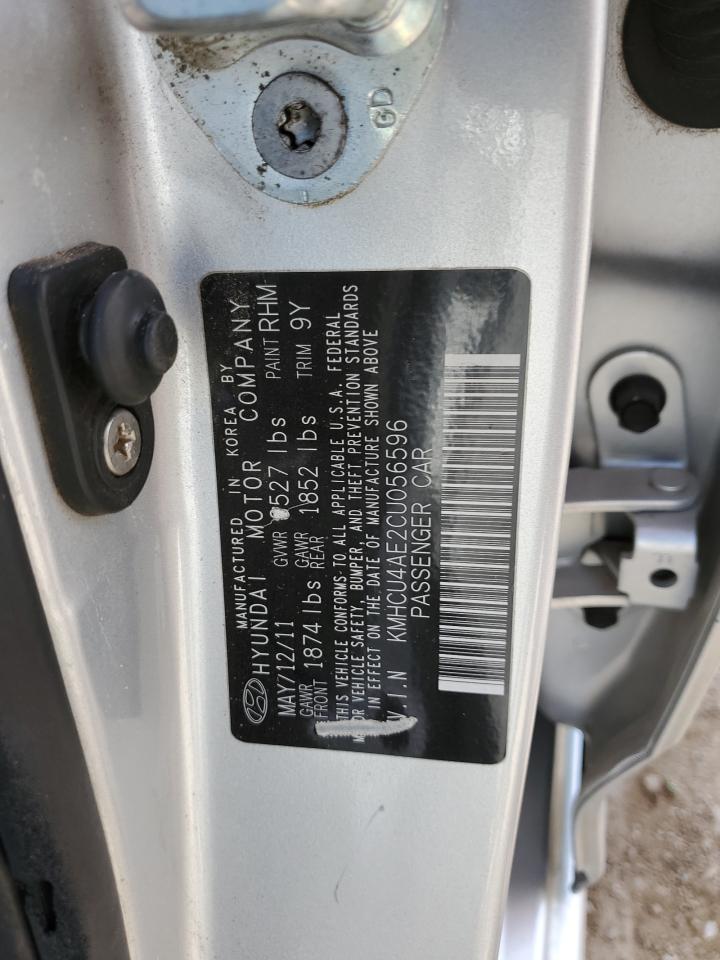 MANUFACTURED IN KOREA BY
HYUNDAI MOTOR COMPANY
MAY/12/11 GVWR 527 lbs PAINT RHM
GAWR FRONT 1874 lbs GAWR REAR 1852 lbs TRIM 9Y
THIS VEHICLE CONFORMS TO ALL APPLICABLE U.S.A. FEDERAL
MOTOR VEHICLE SAFETY, BUMPER, AND THEFT PREVENTION STANDARDS
IN EFFECT ON THE DATE OF MANUFACTURE SHOWN ABOVE
V.I.N KMHCU4AE2CU056596
PASSENGER CAR
GD